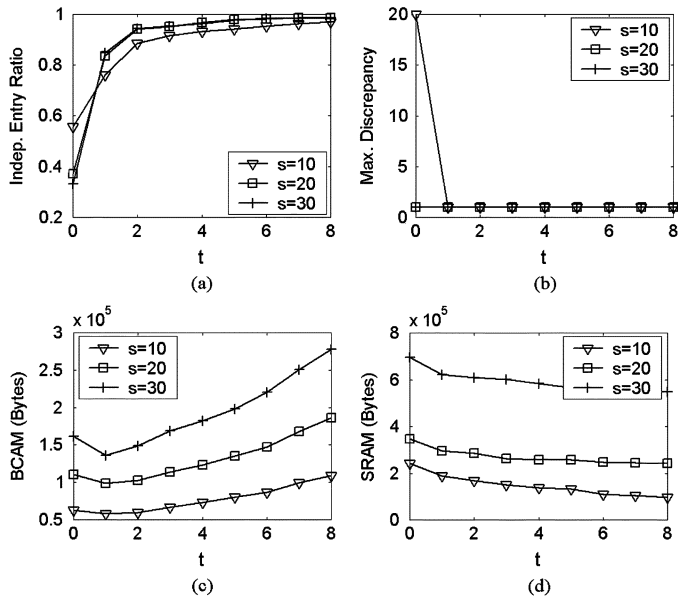 1
0.8
0.6
0.4
0.2
Indep. Entry Ratio
0 2 4 6 8
t
s=10
s=20
s=30
(a)
20
15
10
5
0
Max. Discrepancy
0 2 4 6 8
t
s=10
s=20
s=30
(b)
x 10^5
3
2.5
2
1.5
1
0.5
BCAM (Bytes)
0 2 4 6 8
t
s=10
s=20
s=30
(c)
x 10^5
8
6
4
2
0
SRAM (Bytes)
0 2 4 6 8
t
s=10
s=20
s=30
(d)